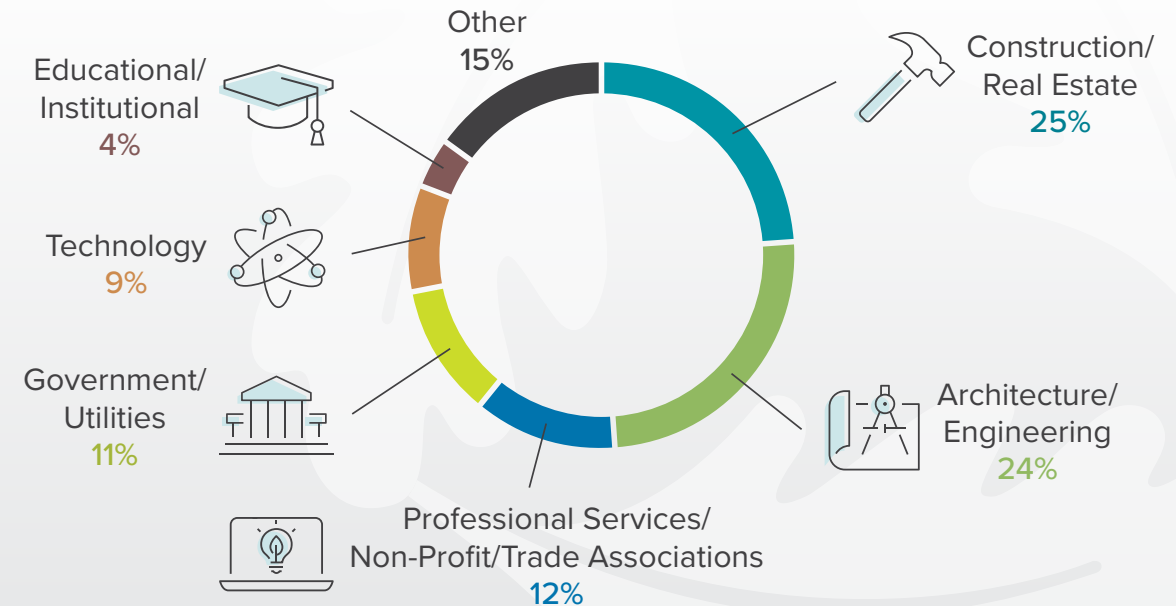 Other
15%
Construction/
Real Estate
25%
Educational/
Institutional
4%
Technology
9%
Government/
Utilities
11%
Architecture/
Engineering
24%
Professional Services/
Non-Profit/Trade Associations
12%